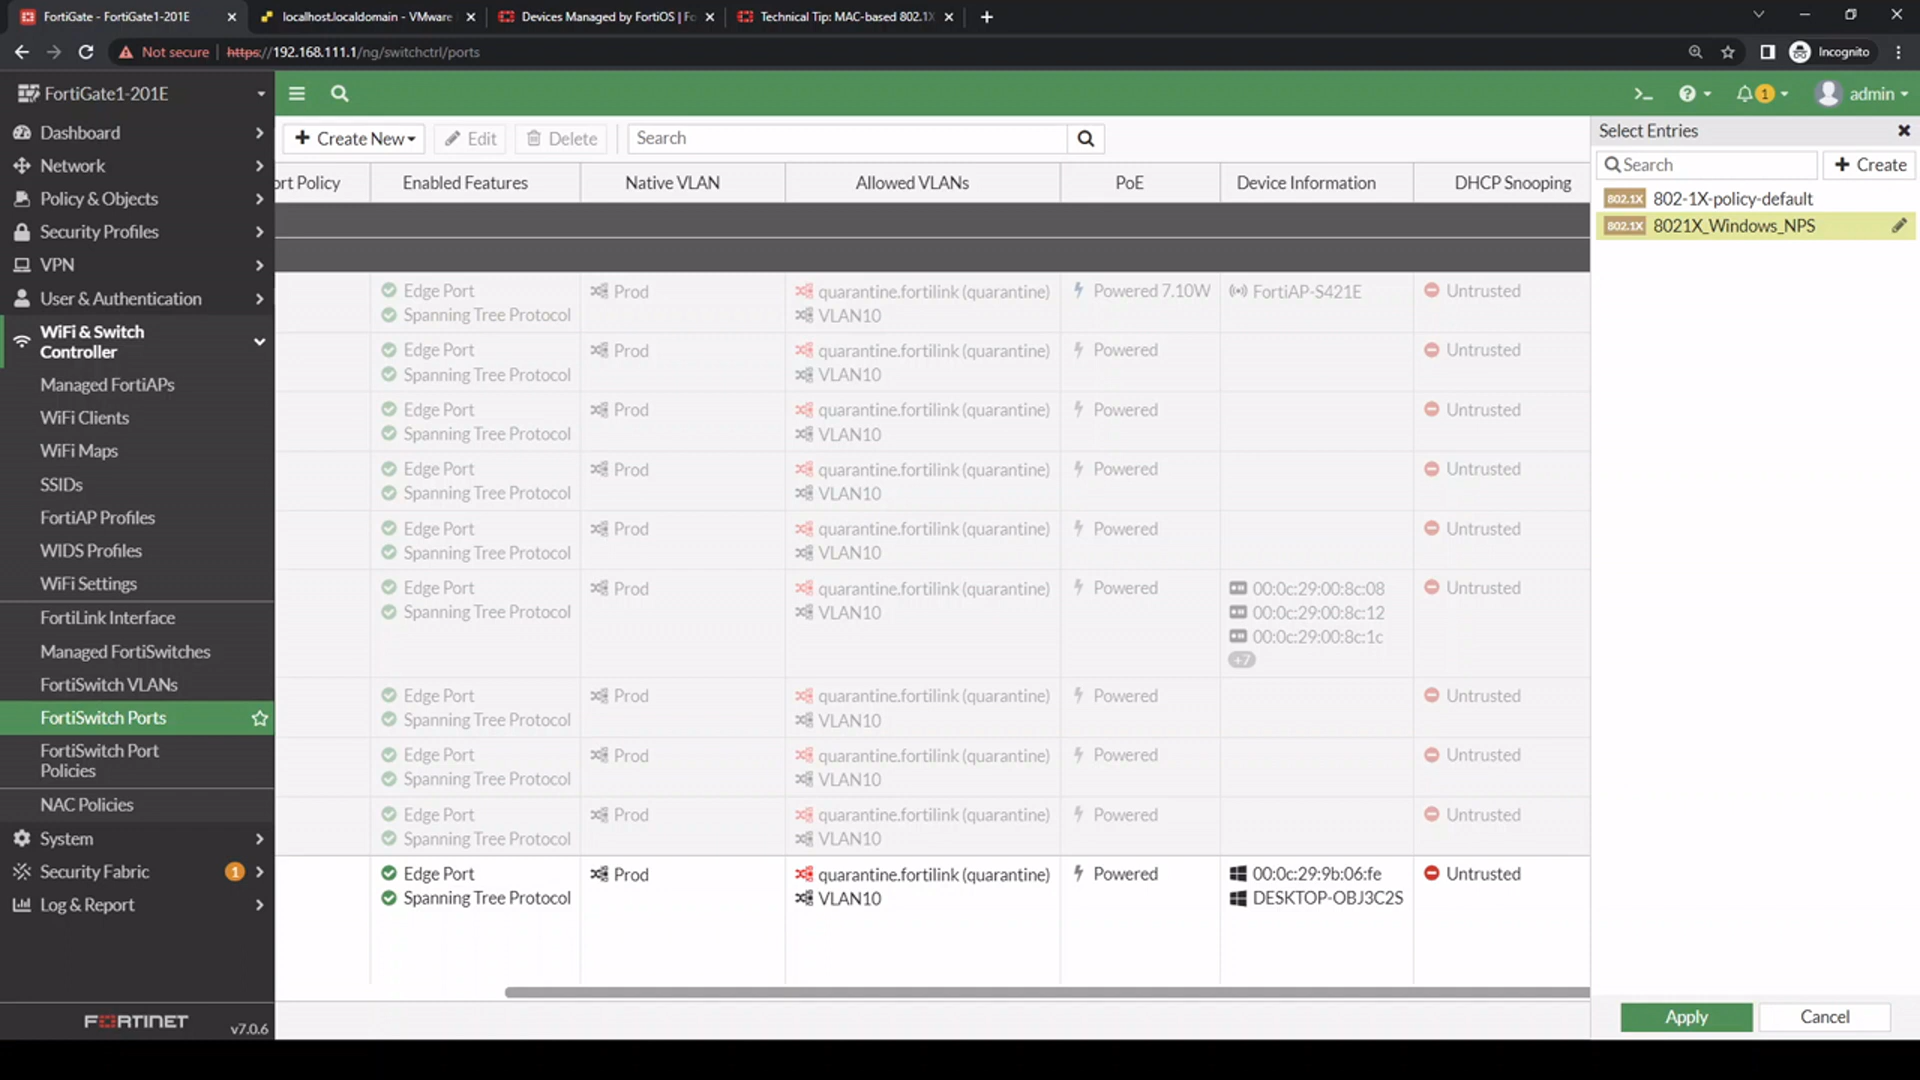 FortiGate - FortiGate1-201E
localhost.localdomain - VMware
Devices Managed by FortiOS | Fo
Technical Tip: MAC-based 802.1X
Not secure
https://192.168.111.1/ng/switchctrl/ports
Incognito
FortiGate1-201E
>_
1
admin
Dashboard
Network
Policy & Objects
Security Profiles
VPN
User & Authentication
WiFi & Switch
Controller
Managed FortiAPs
WiFi Clients
WiFi Maps
SSIDs
FortiAP Profiles
WIDS Profiles
WiFi Settings
FortiLink Interface
Managed FortiSwitches
FortiSwitch VLANs
FortiSwitch Ports
FortiSwitch Port
Policies
NAC Policies
System
Security Fabric 1
Log & Report
FORTINET v7.0.6
+ Create New Edit Delete Search
ort Policy Enabled Features Native VLAN Allowed VLANs PoE Device Information DHCP Snooping
Edge Port Prod quarantine.fortilink (quarantine) Powered 7.10W FortiAP-S421E Untrusted
Spanning Tree Protocol VLAN10
Edge Port Prod quarantine.fortilink (quarantine) Powered Untrusted
Spanning Tree Protocol VLAN10
Edge Port Prod quarantine.fortilink (quarantine) Powered Untrusted
Spanning Tree Protocol VLAN10
Edge Port Prod quarantine.fortilink (quarantine) Powered Untrusted
Spanning Tree Protocol VLAN10
Edge Port Prod quarantine.fortilink (quarantine) Powered Untrusted
Spanning Tree Protocol VLAN10
Edge Port Prod quarantine.fortilink (quarantine) Powered 00:0c:29:00:8c:08 Untrusted
Spanning Tree Protocol VLAN10 00:0c:29:00:8c:12
00:0c:29:00:8c:1c
+7
Edge Port Prod quarantine.fortilink (quarantine) Powered Untrusted
Spanning Tree Protocol VLAN10
Edge Port Prod quarantine.fortilink (quarantine) Powered Untrusted
Spanning Tree Protocol VLAN10
Edge Port Prod quarantine.fortilink (quarantine) Powered Untrusted
Spanning Tree Protocol VLAN10
Edge Port Prod quarantine.fortilink (quarantine) Powered 00:0c:29:9b:06:fe Untrusted
Spanning Tree Protocol VLAN10 DESKTOP-OBJ3C2S
Select Entries
Search + Create
802.1X 802-1X-policy-default
802.1X 8021X_Windows_NPS
Apply Cancel